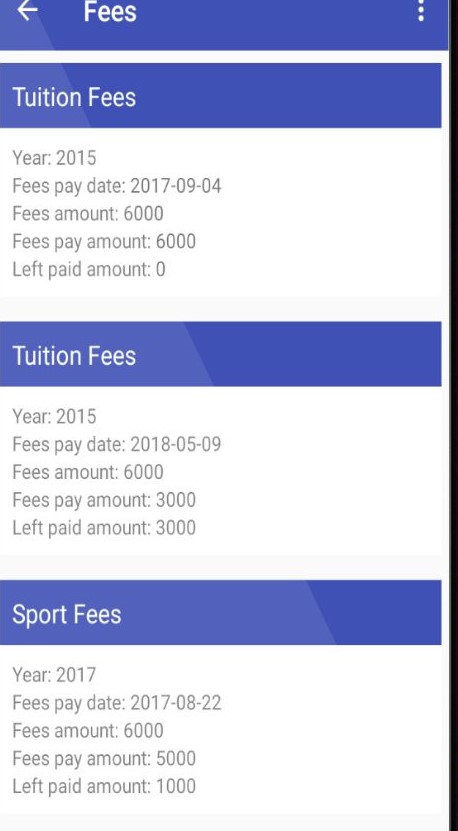 Fees
Tuition Fees
Year: 2015
Fees pay date: 2017-09-04
Fees amount: 6000
Fees pay amount: 6000
Left paid amount: 0
Tuition Fees
Year: 2015
Fees pay date: 2018-05-09
Fees amount: 6000
Fees pay amount: 3000
Left paid amount: 3000
Sport Fees
Year: 2017
Fees pay date: 2017-08-22
Fees amount: 6000
Fees pay amount: 5000
Left paid amount: 1000